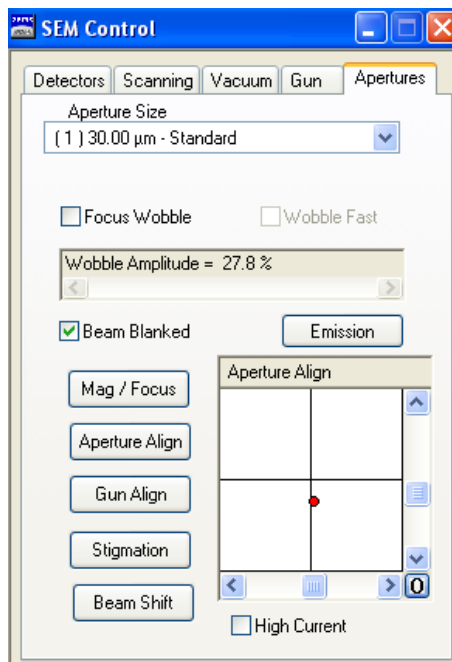 SEM Control
Detectors Scanning Vacuum Gun Apertures
Aperture Size
( 1 ) 30.00 µm - Standard
Focus Wobble Wobble Fast
Wobble Amplitude = 27.8 %
Beam Blanked Emission
Mag / Focus
Aperture Align
Aperture Align
Gun Align
Stigmation
Beam Shift
0
High Current